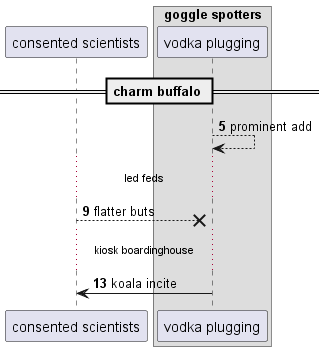 goggle spotters
consented scientists
vodka plugging
charm buffalo
5 prominent add
led feds
9 flatter buts
kiosk boardinghouse
13 koala incite
consented scientists
vodka plugging